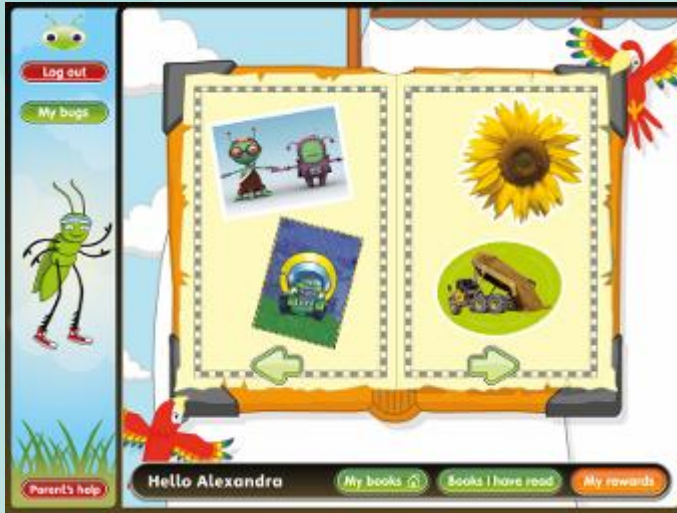 Log out
My bugs
Parent's help
Hello Alexandra
My books
Books I have read
My rewards